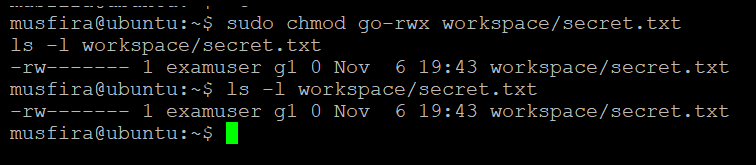 musfira@ubuntu:~$ sudo chmod go-rwx workspace/secret.txt
ls -l workspace/secret.txt
-rw------- 1 examuser g1 0 Nov  6 19:43 workspace/secret.txt
musfira@ubuntu:~$ ls -l workspace/secret.txt
-rw------- 1 examuser g1 0 Nov  6 19:43 workspace/secret.txt
musfira@ubuntu:~$